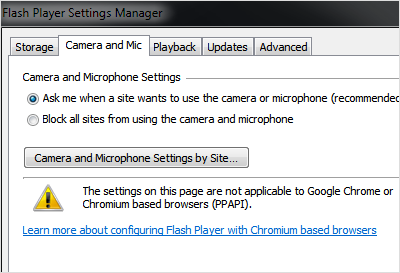 Flash Player Settings Manager
Storage Camera and Mic Playback Updates Advanced
Camera and Microphone Settings
Ask me when a site wants to use the camera or microphone (recommended
Block all sites from using the camera and microphone
Camera and Microphone Settings by Site...
The settings on this page are not applicable to Google Chrome or
Chromium based browsers (PPAPI).
Learn more about configuring Flash Player with Chromium based browsers